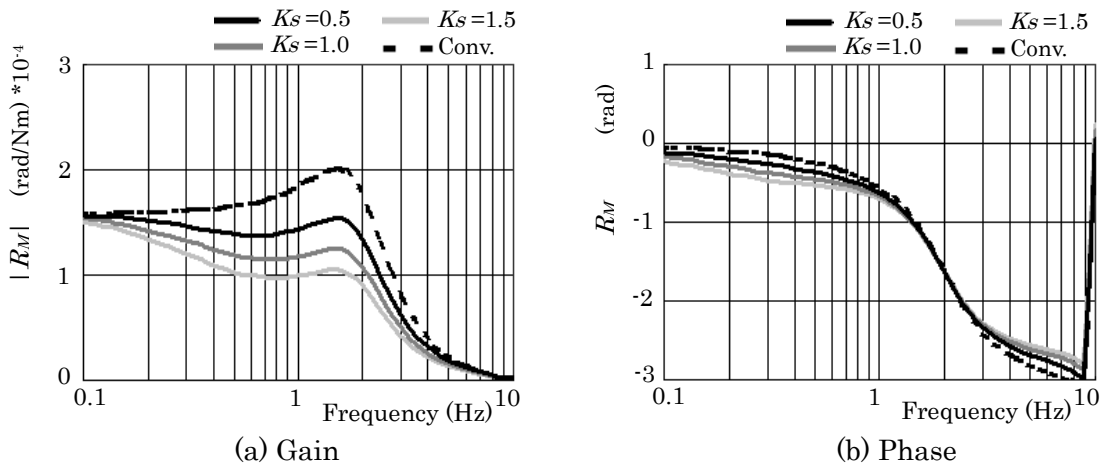 Ks=0.5
Ks=1.5
Ks=1.0
Conv.
|RM| (rad/Nm) *10-4
3
2
1
0
0.1
1
10
Frequency (Hz)
(a) Gain
Ks=0.5
Ks=1.5
Ks=1.0
Conv.
RM (rad)
1
0
-1
-2
-3
0.1
1
10
Frequency (Hz)
(b) Phase